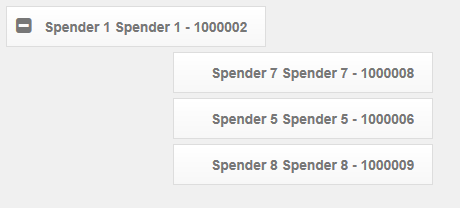 Spender 1 Spender 1 - 1000002
Spender 7 Spender 7 - 1000008
Spender 5 Spender 5 - 1000006
Spender 8 Spender 8 - 1000009